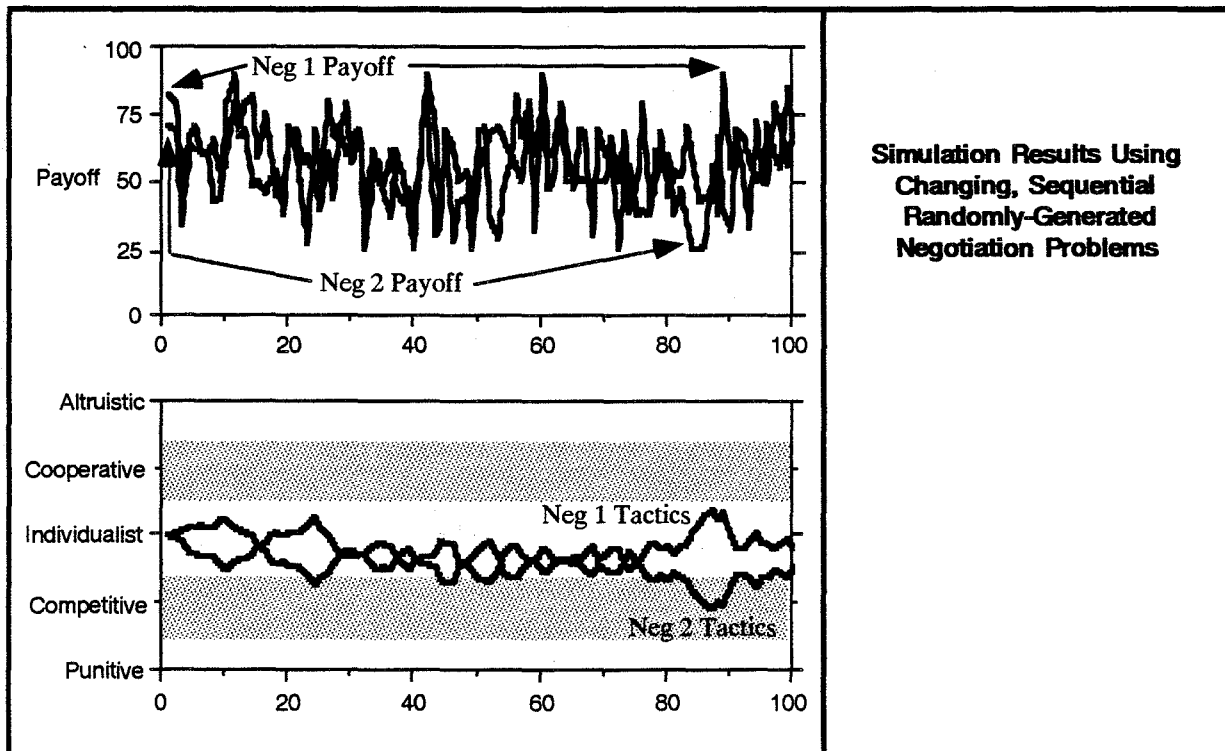 100
Neg 1 Payoff
75
Payoff
50
25
Neg 2 Payoff
0
0 20 40 60 80 100
Simulation Results Using
Changing, Sequential
Randomly-Generated
Negotiation Problems
Altruistic
Cooperative
Neg 1 Tactics
Individualist
Competitive
Neg 2 Tactics
Punitive
0 20 40 60 80 100